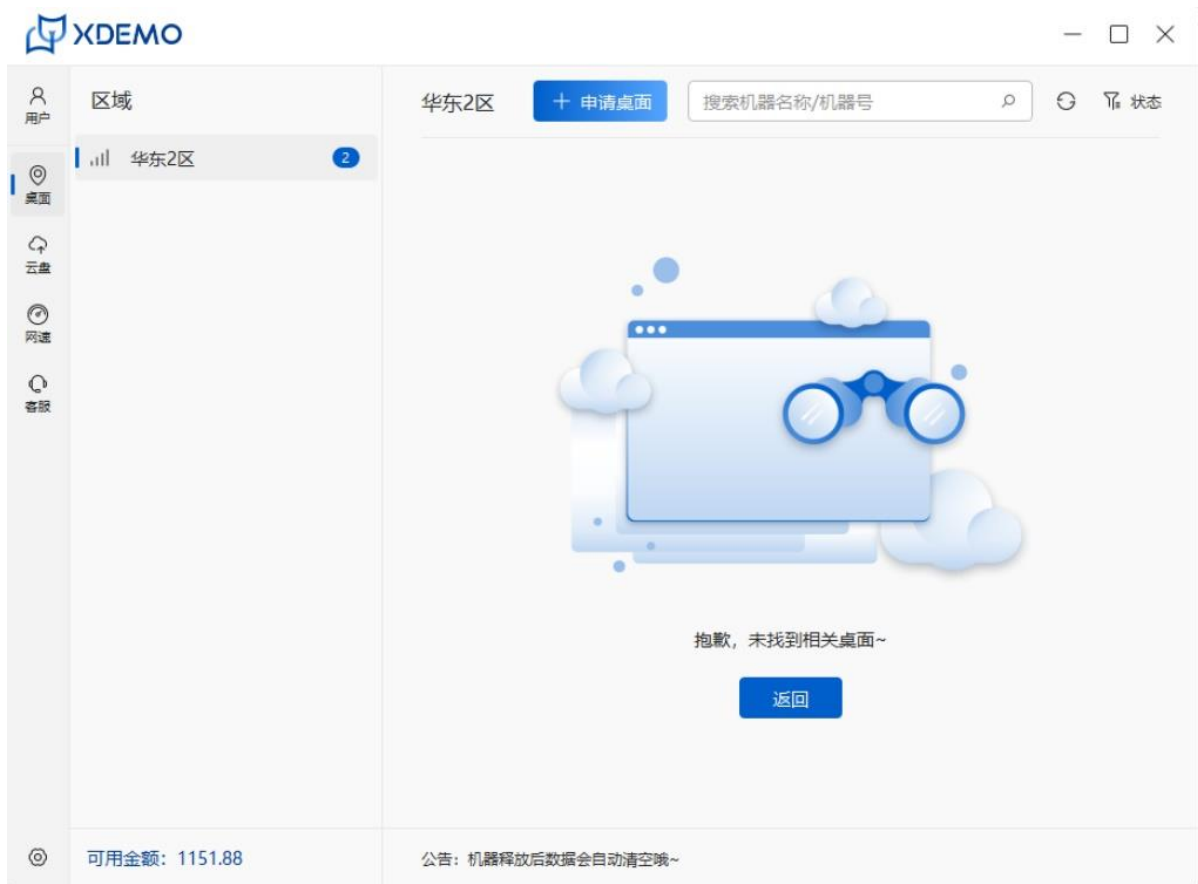 XDEMO
用户
区域
华东2区
申请桌面
搜索机器名称/机器号
状态
华东2区
2
桌面
云盘
网速
客服
抱歉，未找到相关桌面~
返回
可用金额：1151.88
公告：机器释放后数据会自动清空哦~